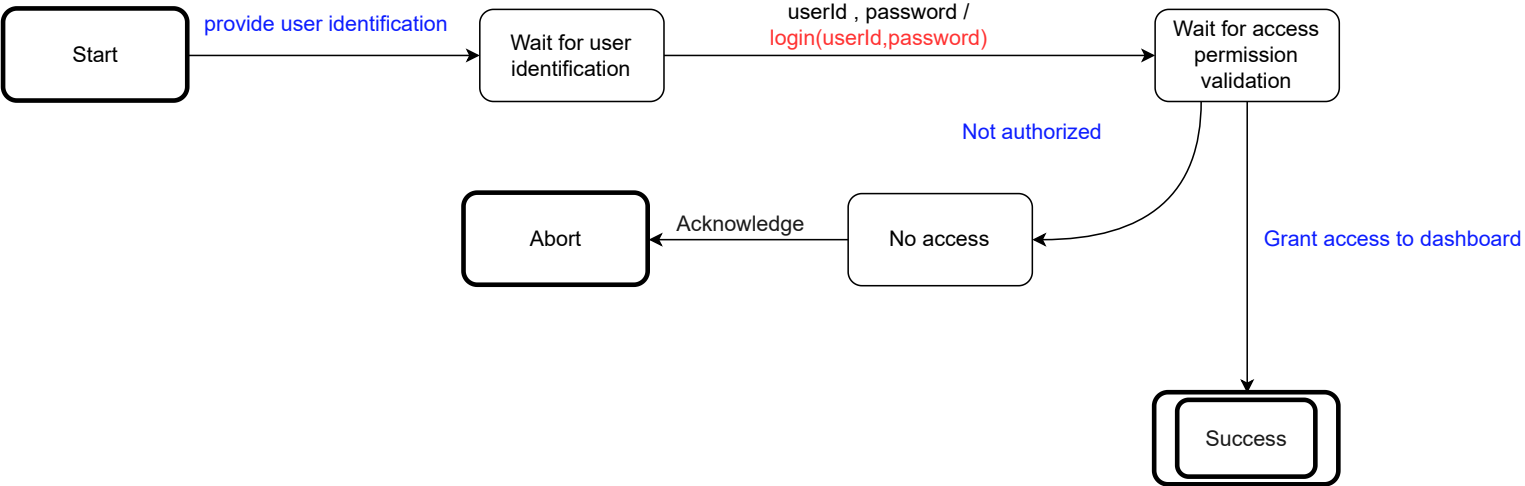 Start
provide user identification
Wait for user
identification
userId , password /
login(userId,password)
Wait for access
permission
validation
Not authorized
Abort
Acknowledge
No access
Grant access to dashboard
Success